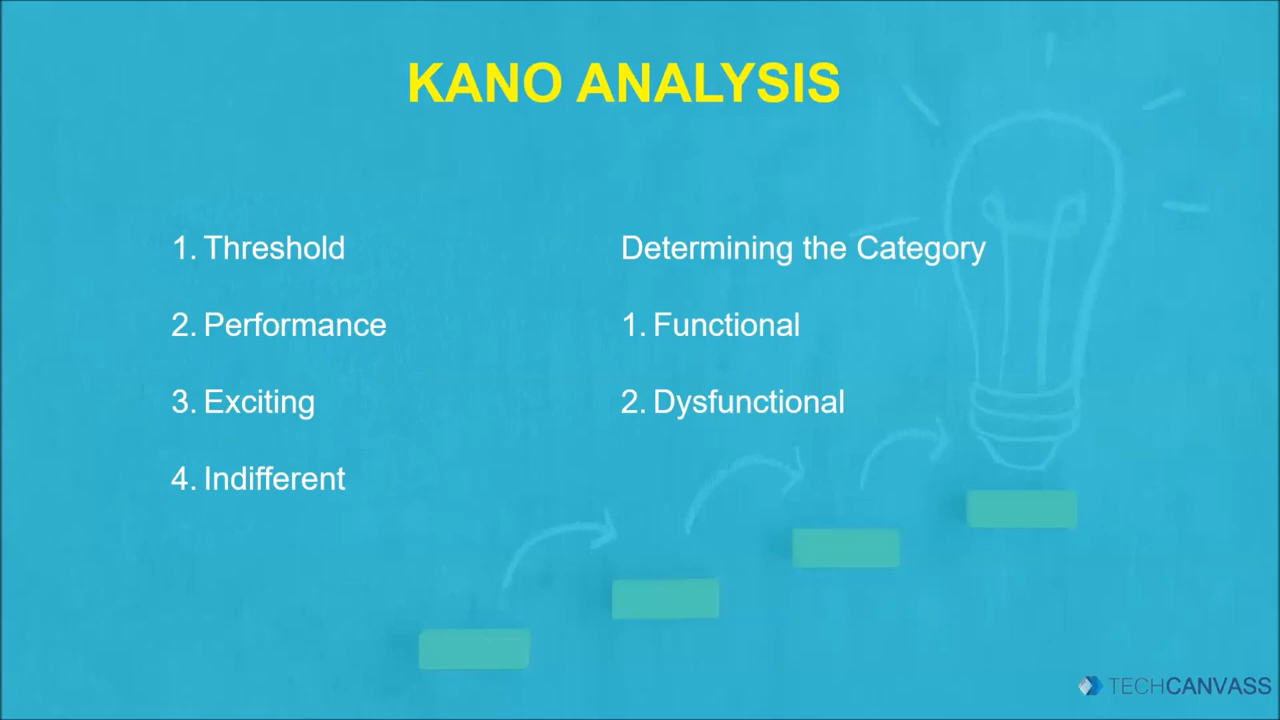 KANO ANALYSIS
1. Threshold
2. Performance
3. Exciting
4. Indifferent
Determining the Category
1. Functional
2. Dysfunctional
TECHCANVASS